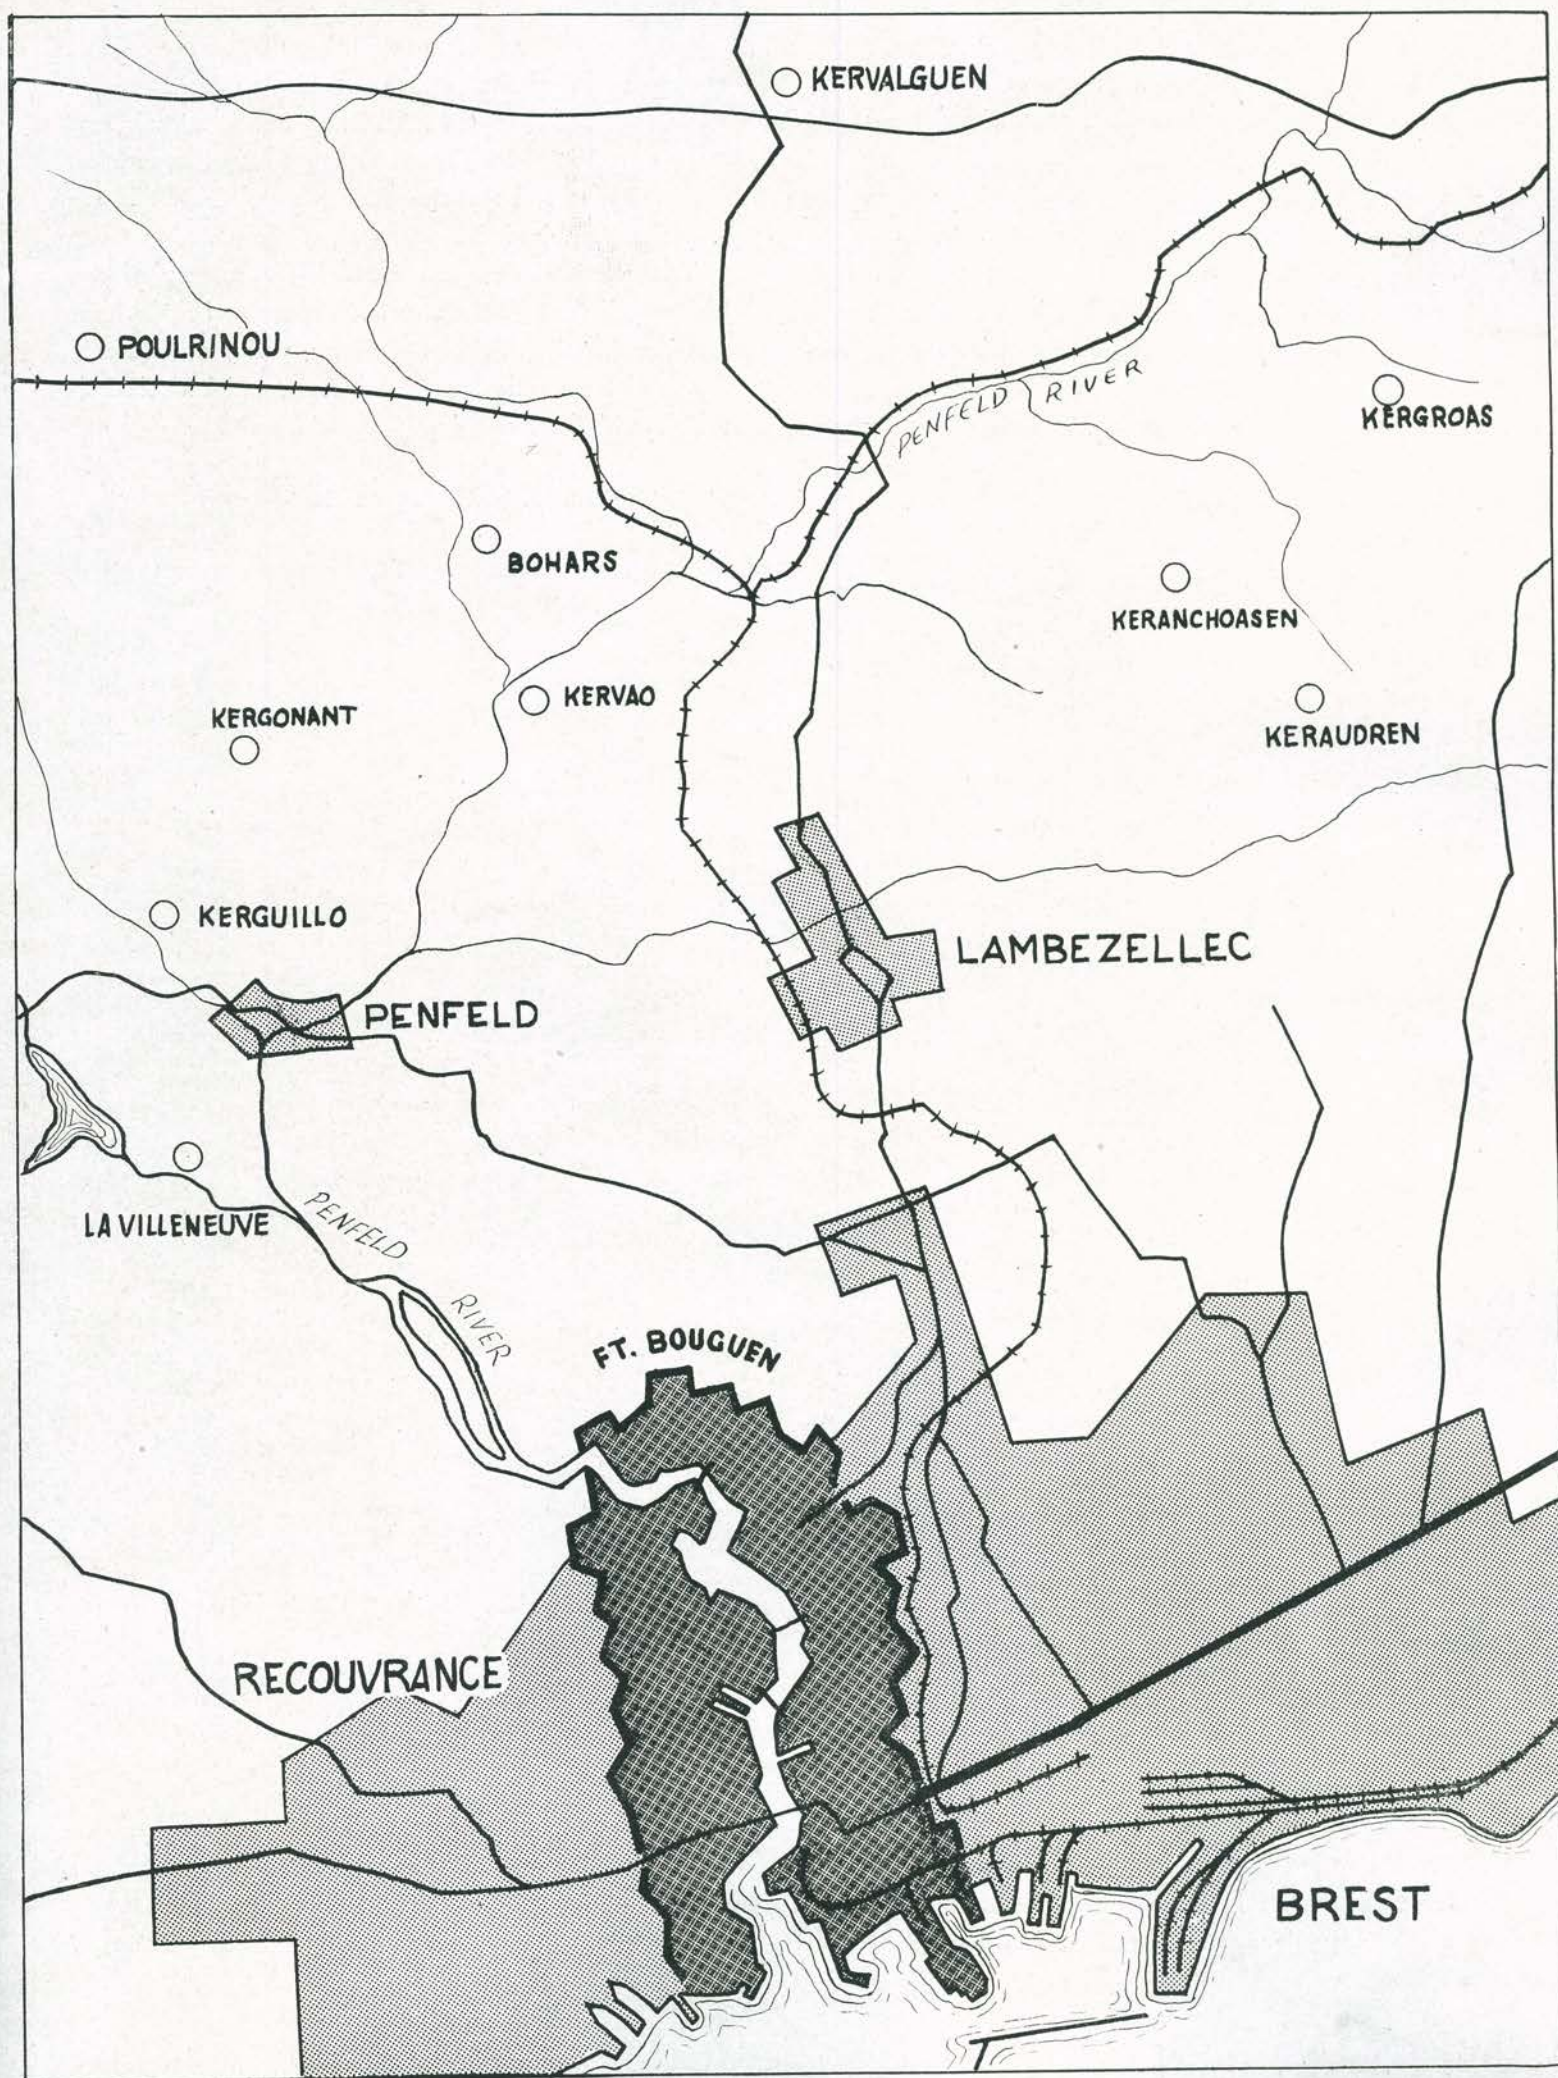 KERVALGUEN
POULRINOU
PENFELD RIVER
KERGROAS
BOHARS
KERANCHOASEN
KERVAO
KERGONANT
KERAUDREN
KERGUILLO
LAMBEZELLEC
PENFELD
LA VILLENEUVE
PENFELD
RIVER
FT. BOUGUEN
RECOUVRANCE
BREST